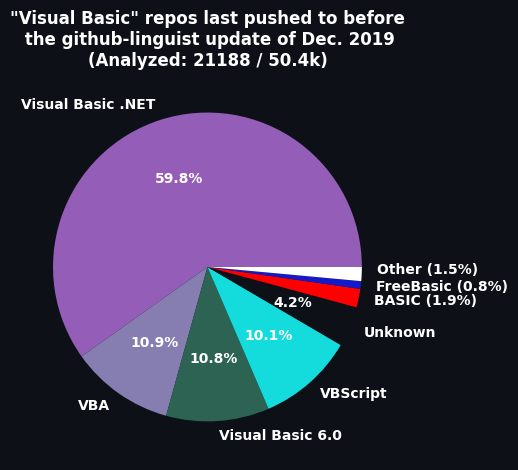 "Visual Basic" repos last pushed to before
the github-linguist update of Dec. 2019
(Analyzed: 21188 / 50.4k)
Visual Basic .NET
59.8%
Other (1.5%)
FreeBasic (0.8%)
BASIC (1.9%)
4.2%
Unknown
10.1%
10.9%
10.8%
VBScript
VBA
Visual Basic 6.0